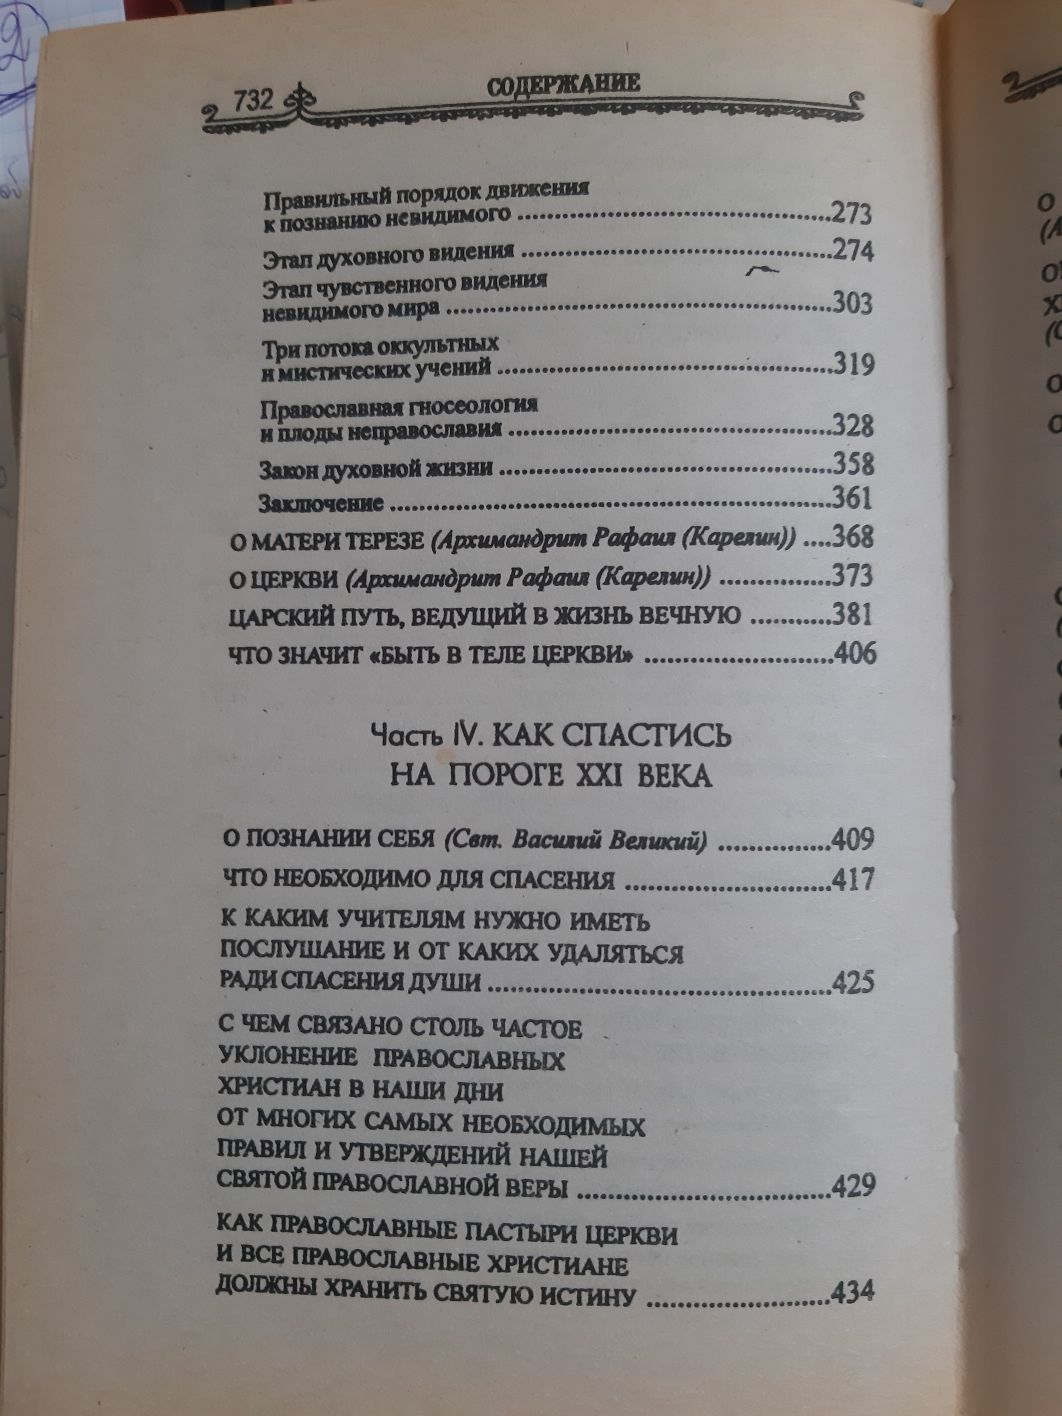 732
СОДЕРЖАНИЕ
Правильный порядок движения
к познанию невидимого ........ 273
Этап духовного видения ........ 274
Этап чувственного видения
невидимого мира ........ 303
Три потока оккультных
и мистических учений ........ 319
Православная гносеология
и плоды неправославия ........ 328
Закон духовной жизни ........ 358
Заключение ........ 361
О МАТЕРИ ТЕРЕЗЕ (Архимандрит Рафаил (Карелин)) ....368
О ЦЕРКВИ (Архимандрит Рафаил (Карелин)) ........ 373
ЦАРСКИЙ ПУТЬ, ВЕДУЩИЙ В ЖИЗНЬ ВЕЧНУЮ ........ 381
ЧТО ЗНАЧИТ «БЫТЬ В ТЕЛЕ ЦЕРКВИ» ........ 406
Часть IV. КАК СПАСТИСЬ
НА ПОРОГЕ XXI ВЕКА
О ПОЗНАНИИ СЕБЯ (Свт. Василий Великий) ........ 409
ЧТО НЕОБХОДИМО ДЛЯ СПАСЕНИЯ ........ 417
К КАКИМ УЧИТЕЛЯМ НУЖНО ИМЕТЬ
ПОСЛУШАНИЕ И ОТ КАКИХ УДАЛЯТЬСЯ
РАДИ СПАСЕНИЯ ДУШИ ........ 425
С ЧЕМ СВЯЗАНО СТОЛЬ ЧАСТОЕ
УКЛОНЕНИЕ ПРАВОСЛАВНЫХ
ХРИСТИАН В НАШИ ДНИ
ОТ МНОГИХ САМЫХ НЕОБХОДИМЫХ
ПРАВИЛ И УТВЕРЖДЕНИЙ НАШЕЙ
СВЯТОЙ ПРАВОСЛАВНОЙ ВЕРЫ ........ 429
КАК ПРАВОСЛАВНЫЕ ПАСТЫРИ ЦЕРКВИ
И ВСЕ ПРАВОСЛАВНЫЕ ХРИСТИАНЕ
ДОЛЖНЫ ХРАНИТЬ СВЯТУЮ ИСТИНУ ........ 434